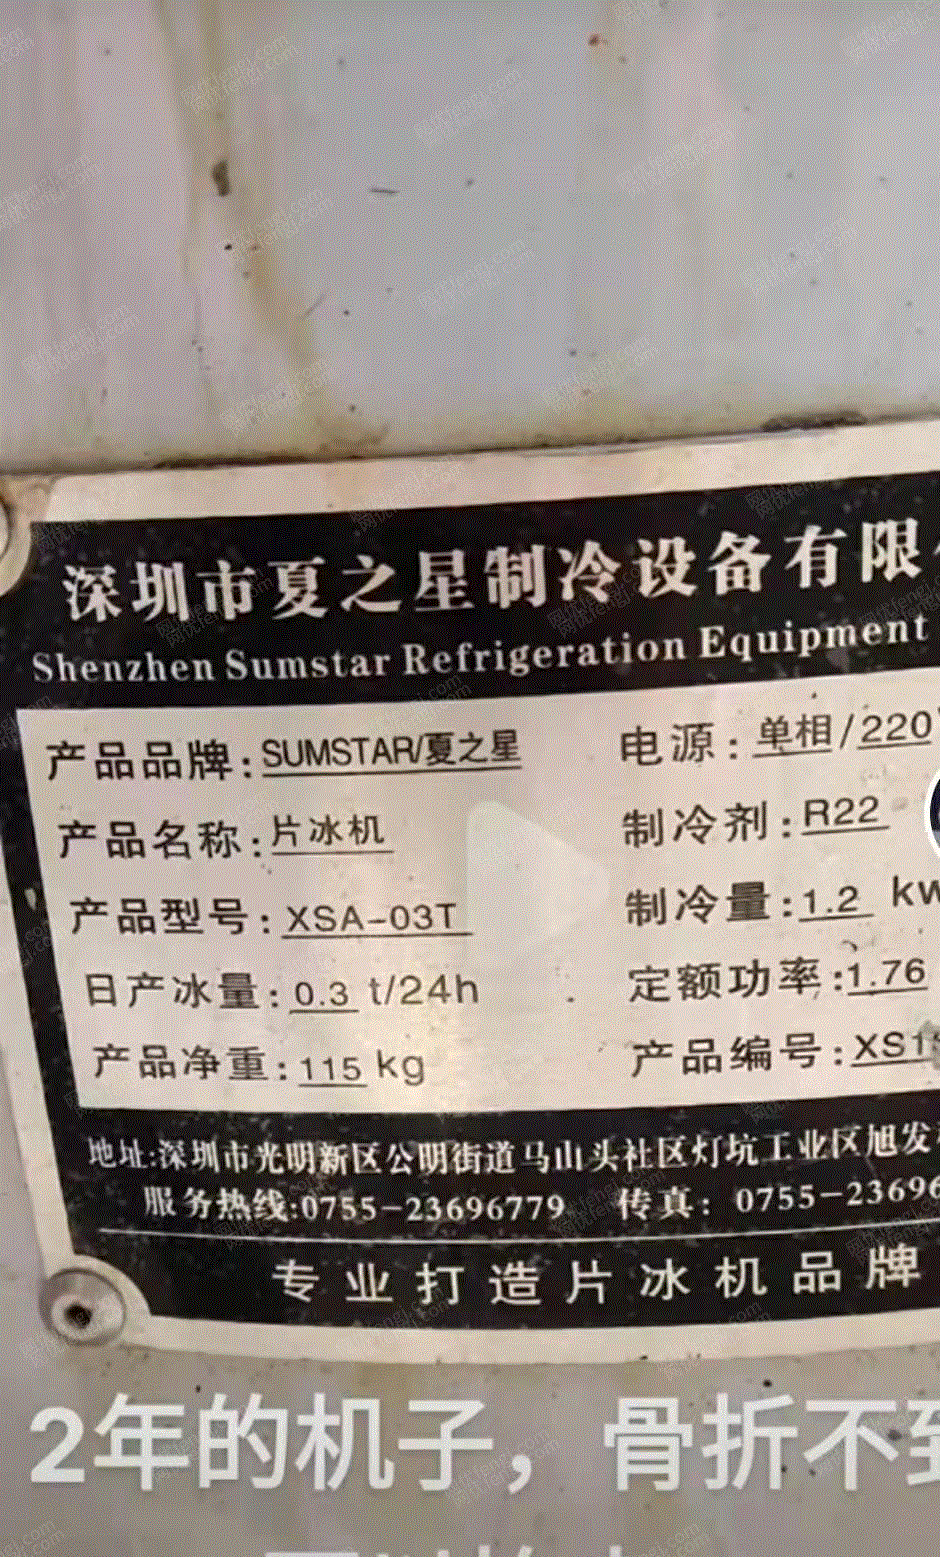 深圳市夏之星制冷设备有限
Shenzhen Sumstar Refrigeration Equipment
产品品牌:SUMSTAR/夏之星 电源:单相/220
产品名称:片冰机 制冷剂:R22
产品型号:XSA-03T 制冷量:1.2 kw
日产冰量:0.3 t/24h 定额功率:1.76
产品净重:115 kg 产品编号:XS1
地址:深圳市光明新区公明街道马山头社区灯坑工业区旭发
服务热线:0755-23696779 传真: 0755-23696
专业打造片冰机品牌
2年的机子，骨折不到